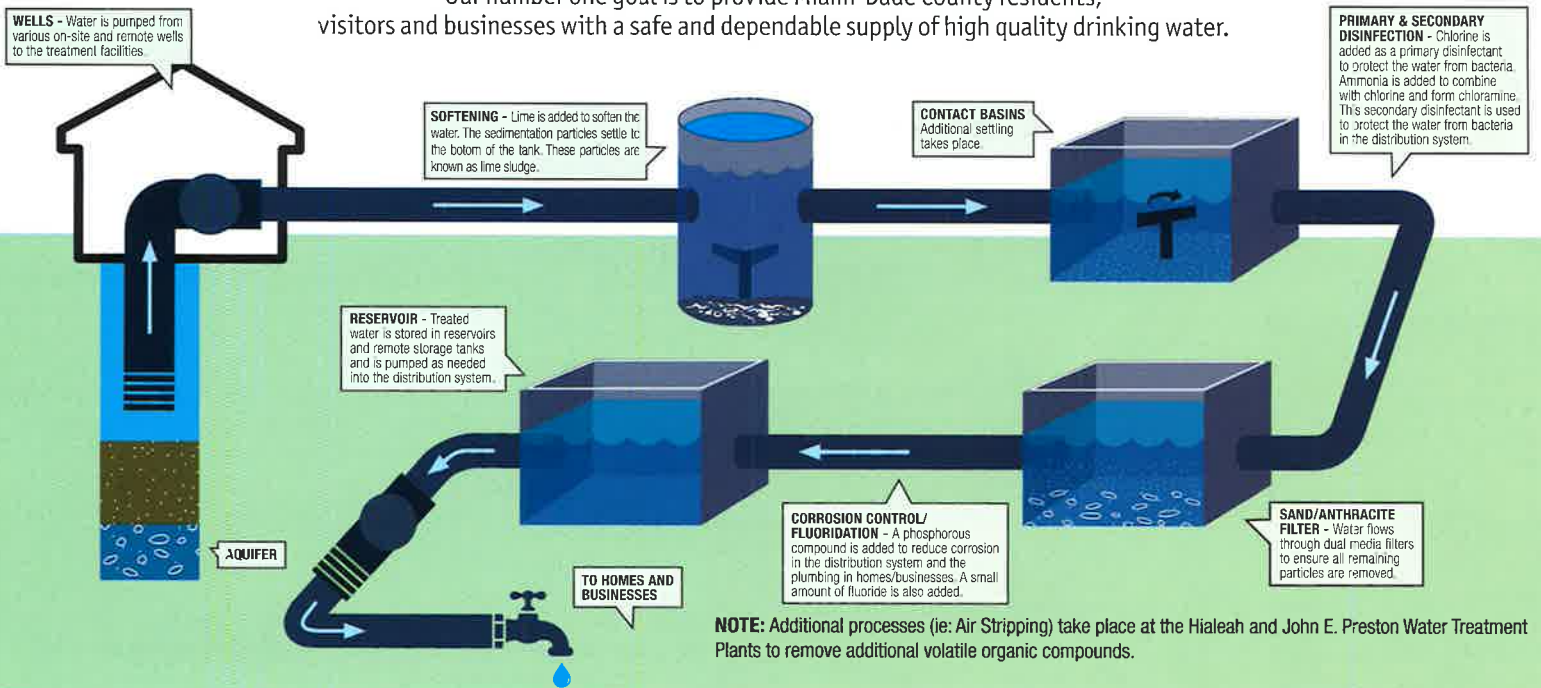 visitors and businesses with a safe and dependable supply of high quality drinking water.
WELLS - Water is pumped from
various on-site and remote wells
to the treatment facilities.
SOFTENING - Lime is added to soften the
water. The sedimentation particles settle to
the botom of the tank. These particles are
known as lime sludge.
CONTACT BASINS
Additional settling
takes place.
PRIMARY & SECONDARY
DISINFECTION - Chlorine is
added as a primary disinfectant
to protect the water from bacteria.
Ammonia is added to combine
with chlorine and form chloramine.
This secondary disinfectant is used
to protect the water from bacteria
in the distribution system.
RESERVOIR - Treated
water is stored in reservoirs
and remote storage tanks
and is pumped as needed
into the distribution system.
CORROSION CONTROL/
FLUORIDATION - A phosphorous
compound is added to reduce corrosion
in the distribution system and the
plumbing in homes/businesses. A small
amount of fluoride is also added.
SAND/ANTHRACITE
FILTER - Water flows
through dual media filters
to ensure all remaining
particles are removed.
AQUIFER
TO HOMES AND
BUSINESSES
NOTE: Additional processes (ie: Air Stripping) take place at the Hialeah and John E. Preston Water Treatment
Plants to remove additional volatile organic compounds.